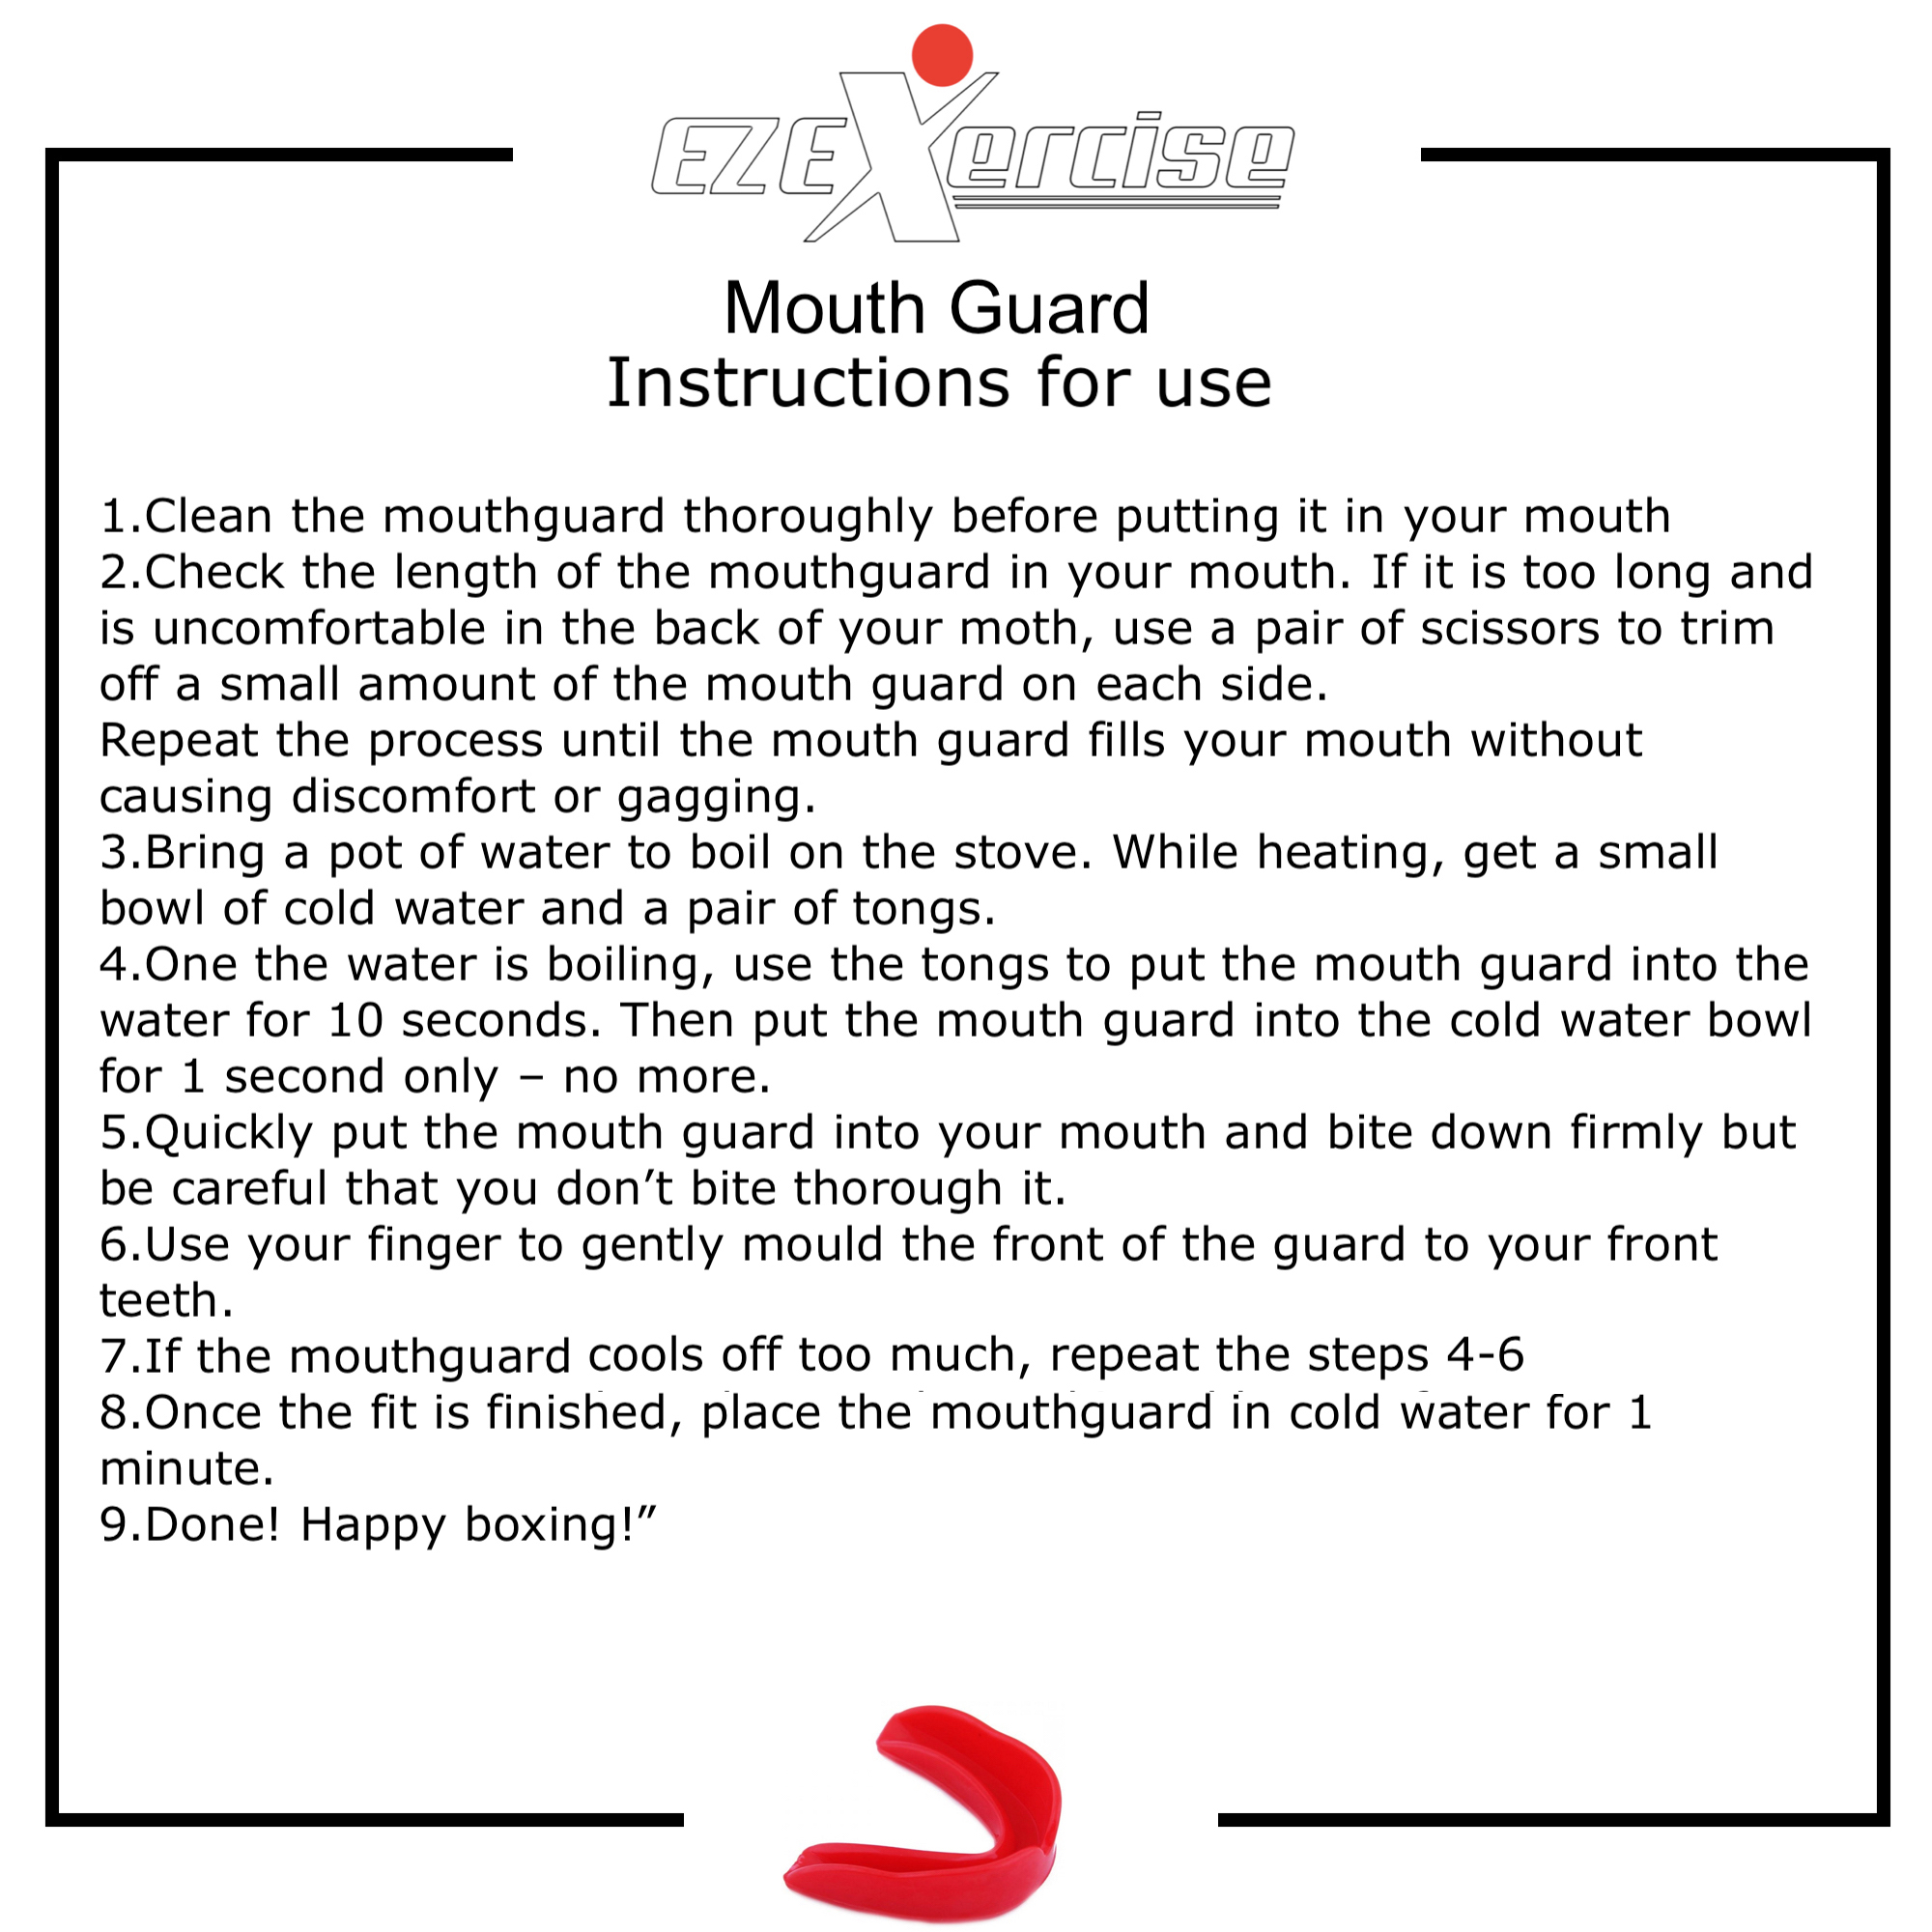 EZEXercise
Mouth Guard
Instructions for use
1.Clean the mouthguard thoroughly before putting it in your mouth
2.Check the length of the mouthguard in your mouth. If it is too long and
is uncomfortable in the back of your moth, use a pair of scissors to trim
off a small amount of the mouth guard on each side.
Repeat the process until the mouth guard fills your mouth without
causing discomfort or gagging.
3.Bring a pot of water to boil on the stove. While heating, get a small
bowl of cold water and a pair of tongs.
4.One the water is boiling, use the tongs to put the mouth guard into the
water for 10 seconds. Then put the mouth guard into the cold water bowl
for 1 second only – no more.
5.Quickly put the mouth guard into your mouth and bite down firmly but
be careful that you don’t bite thorough it.
6.Use your finger to gently mould the front of the guard to your front
teeth.
7.If the mouthguard cools off too much, repeat the steps 4-6
8.Once the fit is finished, place the mouthguard in cold water for 1
minute.
9.Done! Happy boxing!”